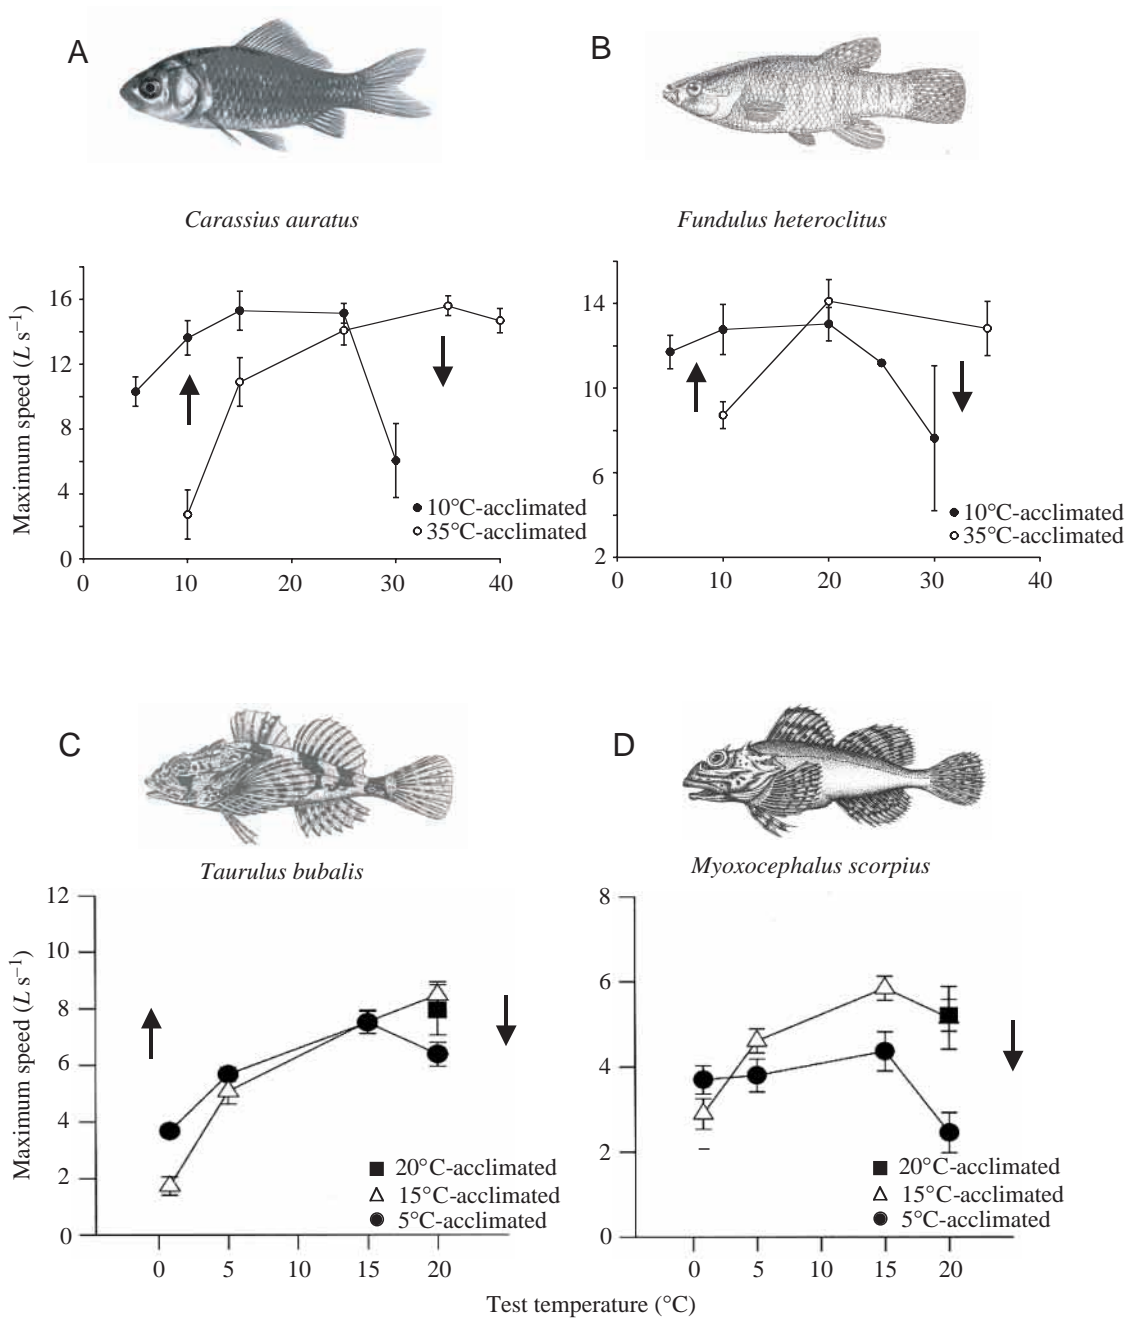 A
B
Carassius auratus
Fundulus heteroclitus
Maximum speed (L s⁻¹)
16
12
8
4
0
0 10 20 30 40
10°C-acclimated
35°C-acclimated
14
10
6
2
0 10 20 30 40
10°C-acclimated
35°C-acclimated
C
D
Taurulus bubalis
Myoxocephalus scorpius
Maximum speed (L s⁻¹)
12
10
8
6
4
2
0
0 5 10 15 20
20°C-acclimated
15°C-acclimated
5°C-acclimated
8
6
4
2
0
0 5 10 15 20
20°C-acclimated
15°C-acclimated
5°C-acclimated
Test temperature (°C)